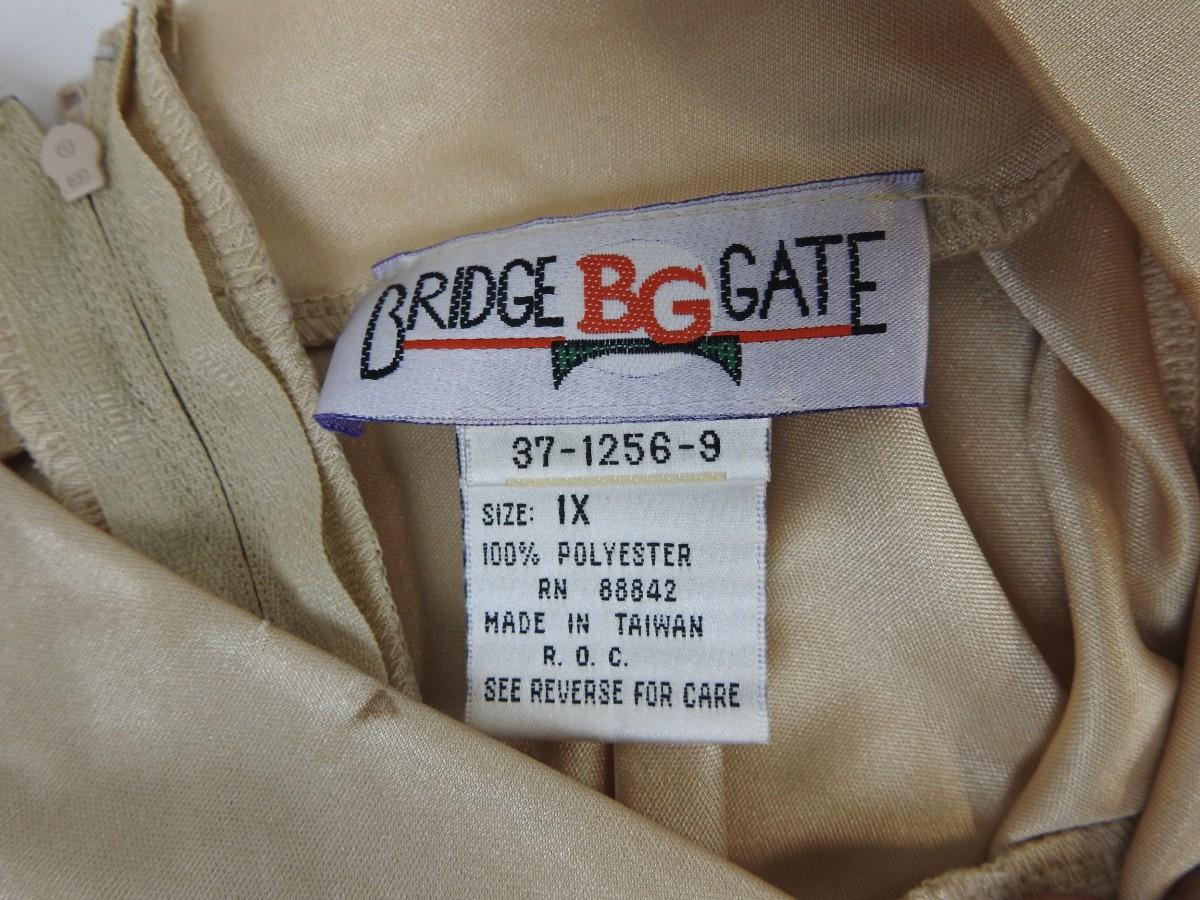 BRIDGE BG GATE
37-1256-9
SIZE: 1X
100% POLYESTER
RN 88842
MADE IN TAIWAN
R. O. C.
SEE REVERSE FOR CARE